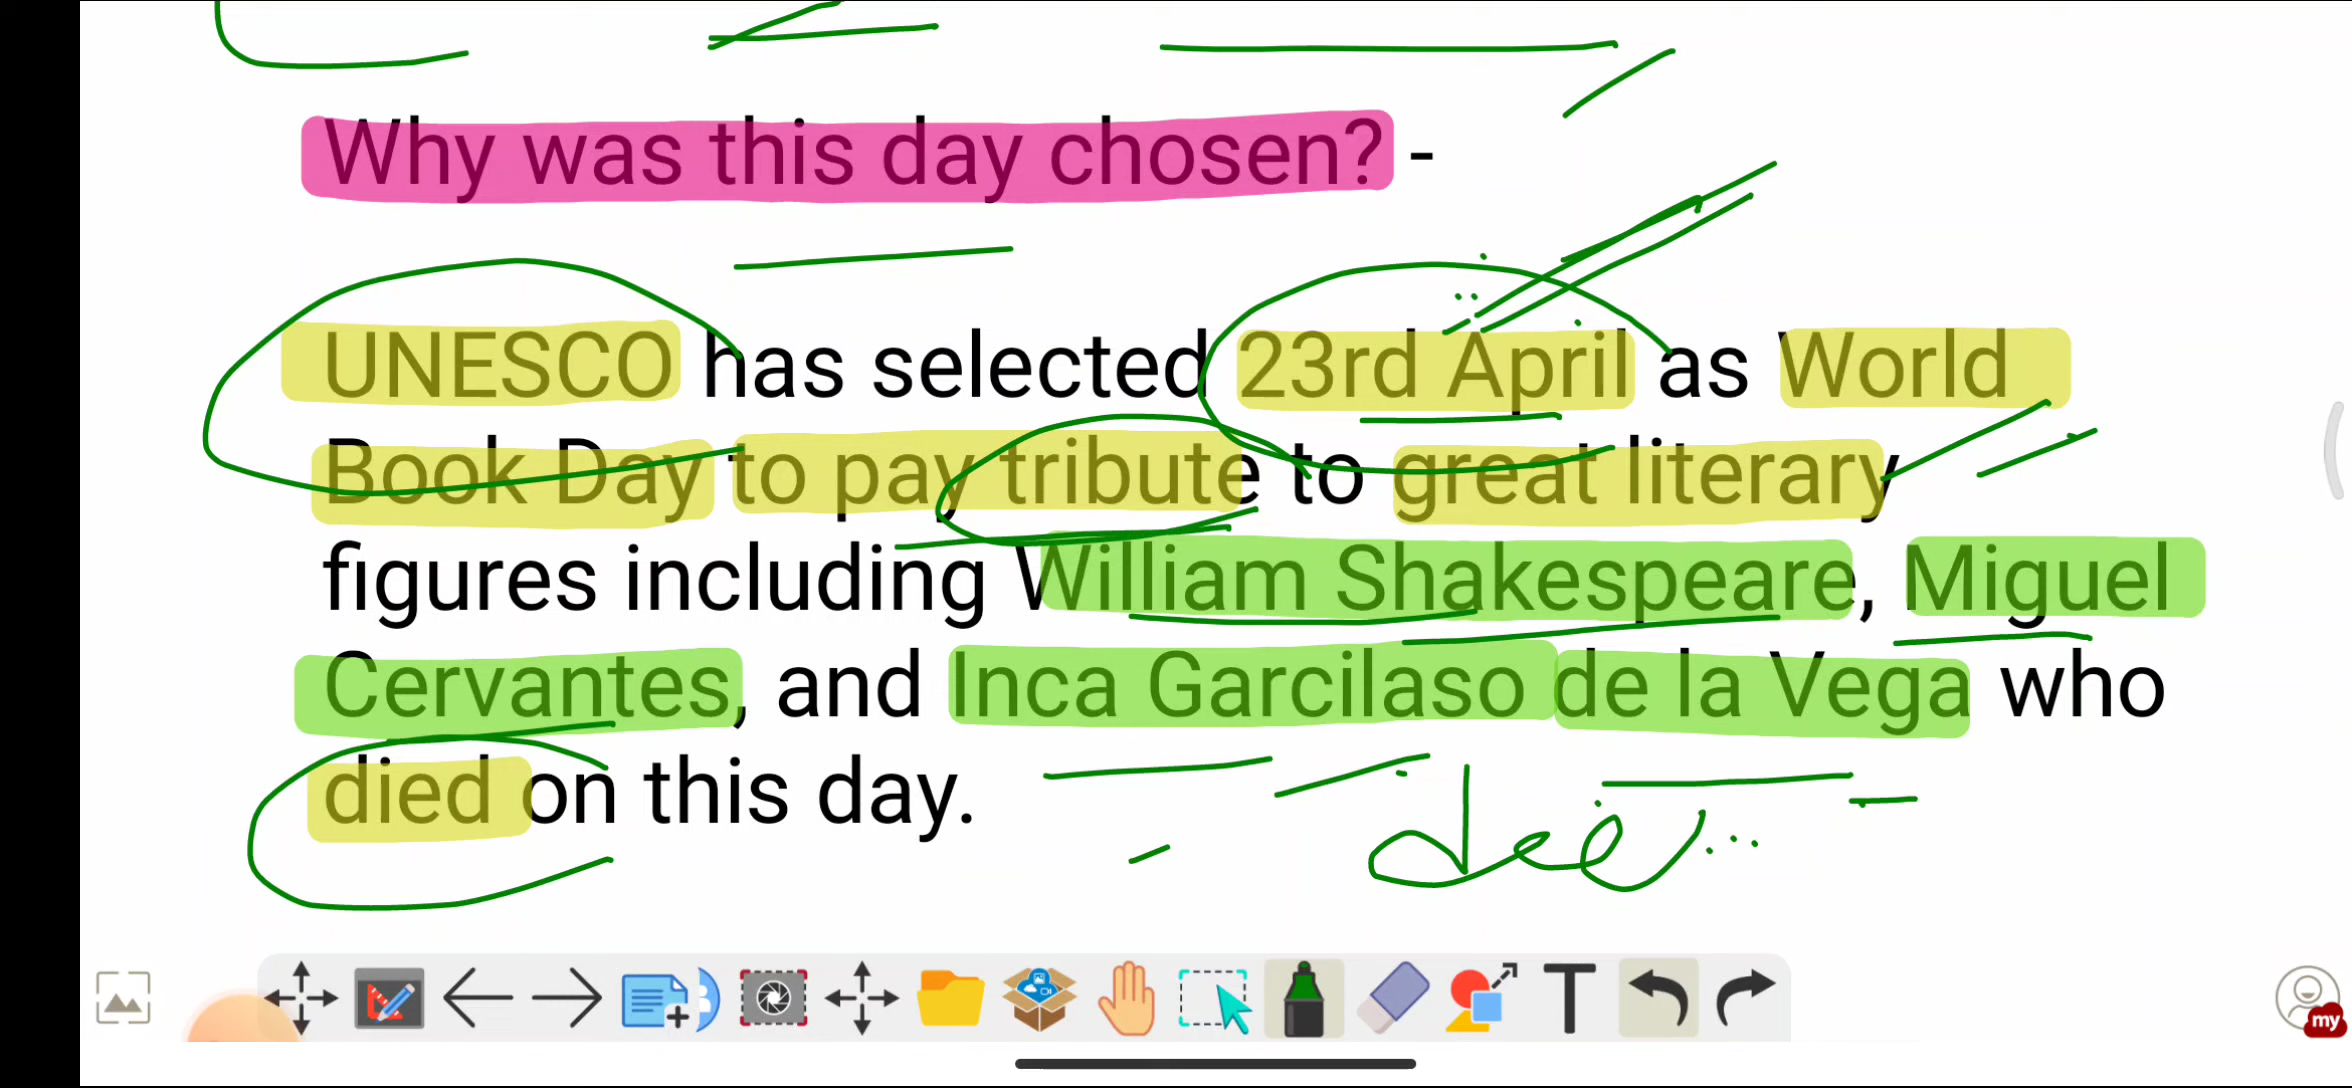 Why was this day chosen? -
UNESCO has selected 23rd April as World
Book Day to pay tribute to great literary
figures including William Shakespeare, Miguel
Cervantes, and Inca Garcilaso de la Vega who
died on this day.
T
my